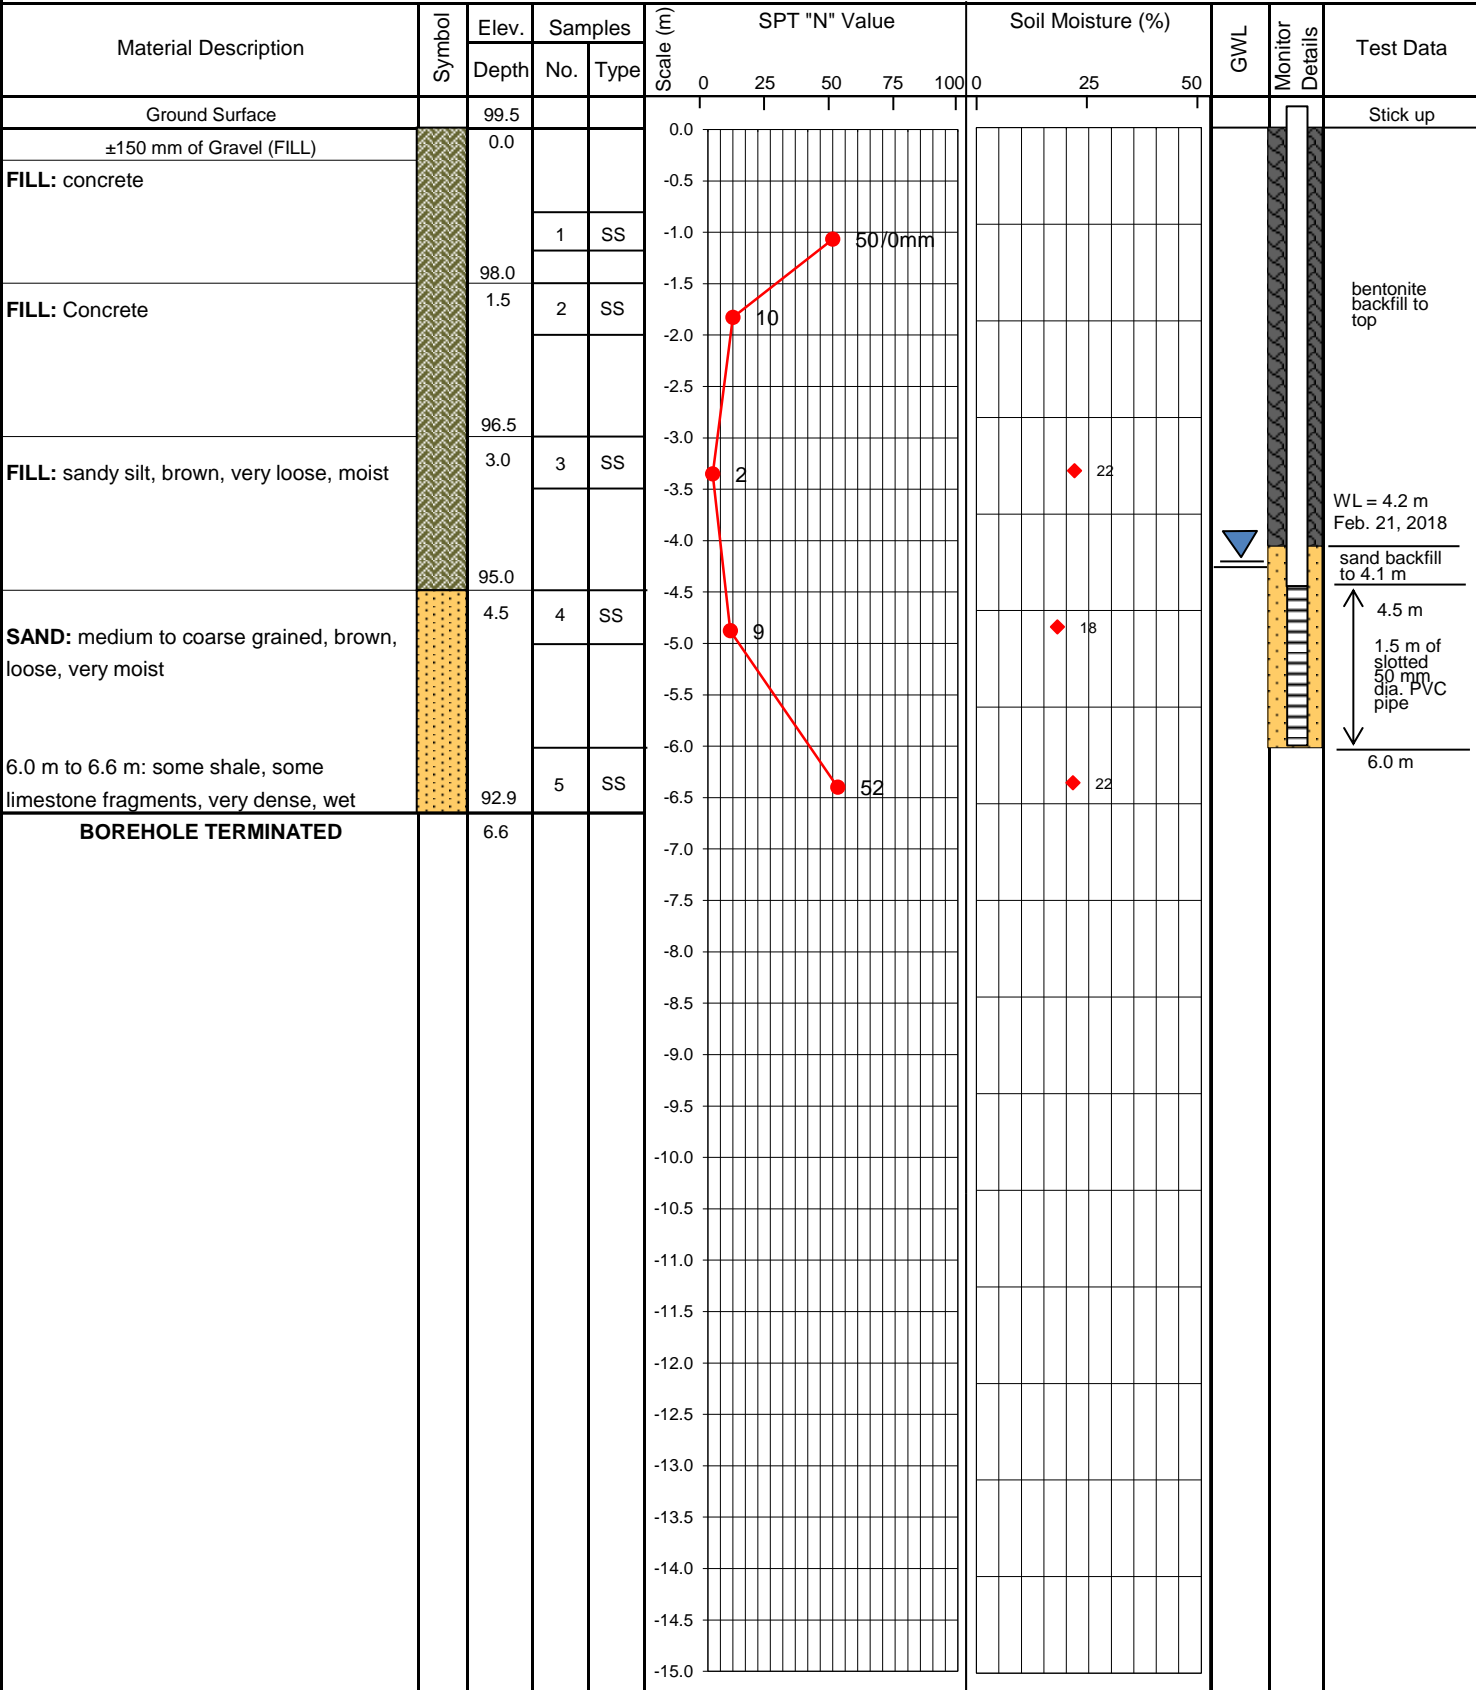 Material Description
Symbol
Elev.
Depth
Samples
No. Type
Scale (m)
SPT "N" Value
0 25 50 75 100
Soil Moisture (%)
0 25 50
GWL
Monitor
Details
Test Data
Ground Surface 99.5 Stick up
±150 mm of Gravel (FILL) 0.0
FILL: concrete
1 SS 50/0mm
98.0
FILL: Concrete 1.5 2 SS 10
bentonite
backfill to
top
96.5
FILL: sandy silt, brown, very loose, moist 3.0 3 SS 2 22
WL = 4.2 m
Feb. 21, 2018
sand backfill
to 4.1 m
95.0
4.5 4 SS 9 18
SAND: medium to coarse grained, brown,
loose, very moist
4.5 m
1.5 m of
slotted
50 mm
dia. PVC
pipe
6.0 m
6.0 m to 6.6 m: some shale, some
limestone fragments, very dense, wet 92.9 5 SS 52 22
BOREHOLE TERMINATED 6.6
0.0
-0.5
-1.0
-1.5
-2.0
-2.5
-3.0
-3.5
-4.0
-4.5
-5.0
-5.5
-6.0
-6.5
-7.0
-7.5
-8.0
-8.5
-9.0
-9.5
-10.0
-10.5
-11.0
-11.5
-12.0
-12.5
-13.0
-13.5
-14.0
-14.5
-15.0